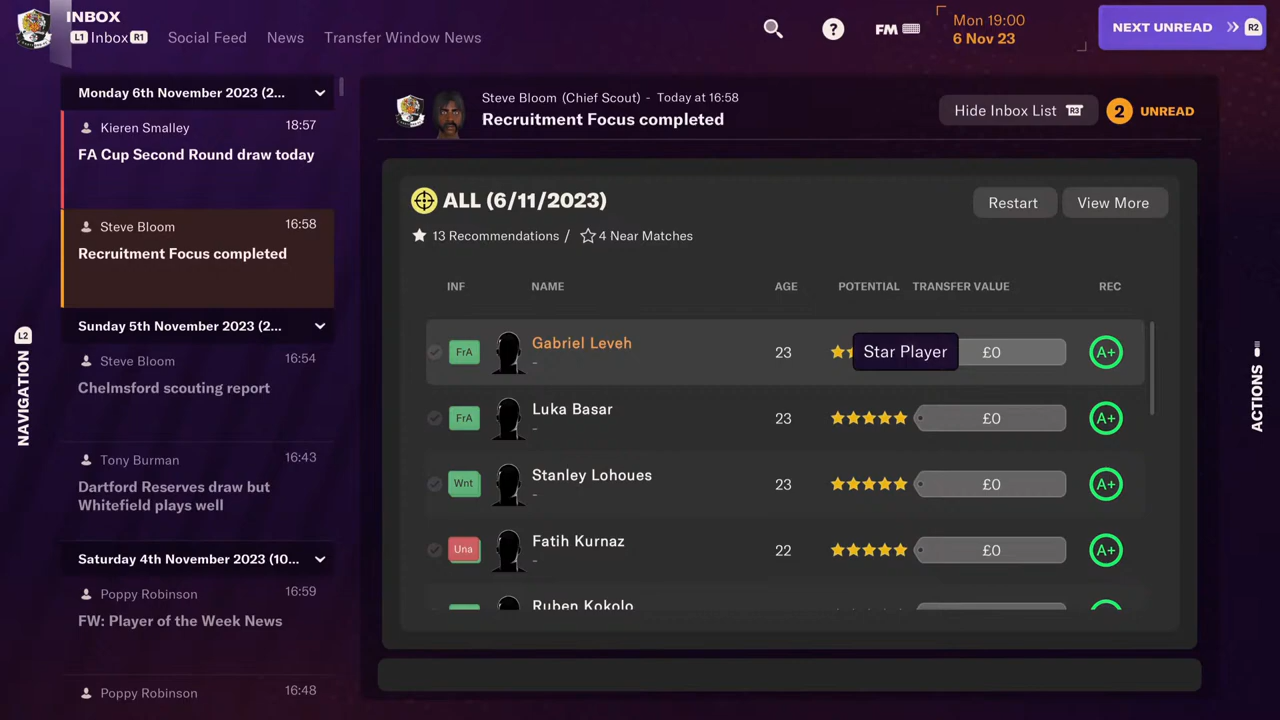 INBOX
L1 Inbox R1
Social Feed
News
Transfer Window News
?
FM
Mon 19:00
6 Nov 23
NEXT UNREAD R2
Monday 6th November 2023 (2...
Kieren Smalley 18:57
FA Cup Second Round draw today
Steve Bloom 16:58
Recruitment Focus completed
Sunday 5th November 2023 (2...
Steve Bloom 16:54
Chelmsford scouting report
Tony Burman 16:43
Dartford Reserves draw but
Whitefield plays well
Saturday 4th November 2023 (10...
Poppy Robinson 16:59
FW: Player of the Week News
Poppy Robinson 16:48
L2
NAVIGATION
Steve Bloom (Chief Scout) - Today at 16:58
Recruitment Focus completed
Hide Inbox List R3
2 UNREAD
ALL (6/11/2023)
Restart
View More
13 Recommendations / 4 Near Matches
INF NAME AGE POTENTIAL TRANSFER VALUE REC
FrA Gabriel Leveh 23 Star Player £0 A+
-
FrA Luka Basar 23 £0 A+
-
Wnt Stanley Lohoues 23 £0 A+
-
Una Fatih Kurnaz 22 £0 A+
-
Ruben Kokolo
ACTIONS